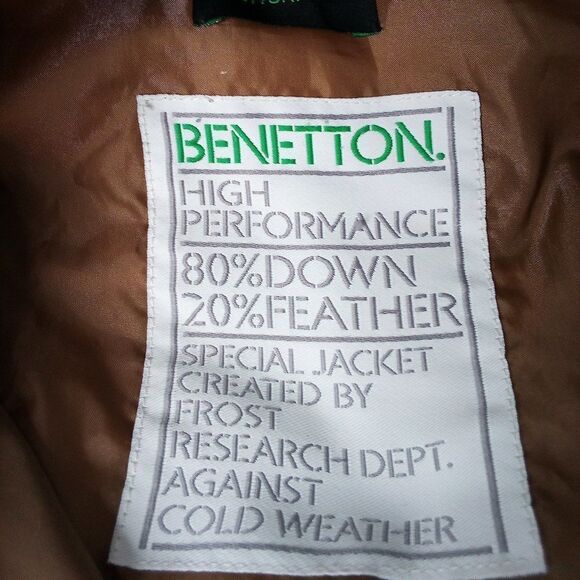 BENETTON.
HIGH
PERFORMANCE
80%DOWN
20%FEATHER
SPECIAL JACKET
CREATED BY
FROST
RESEARCH DEPT.
AGAINST
COLD WEATHER